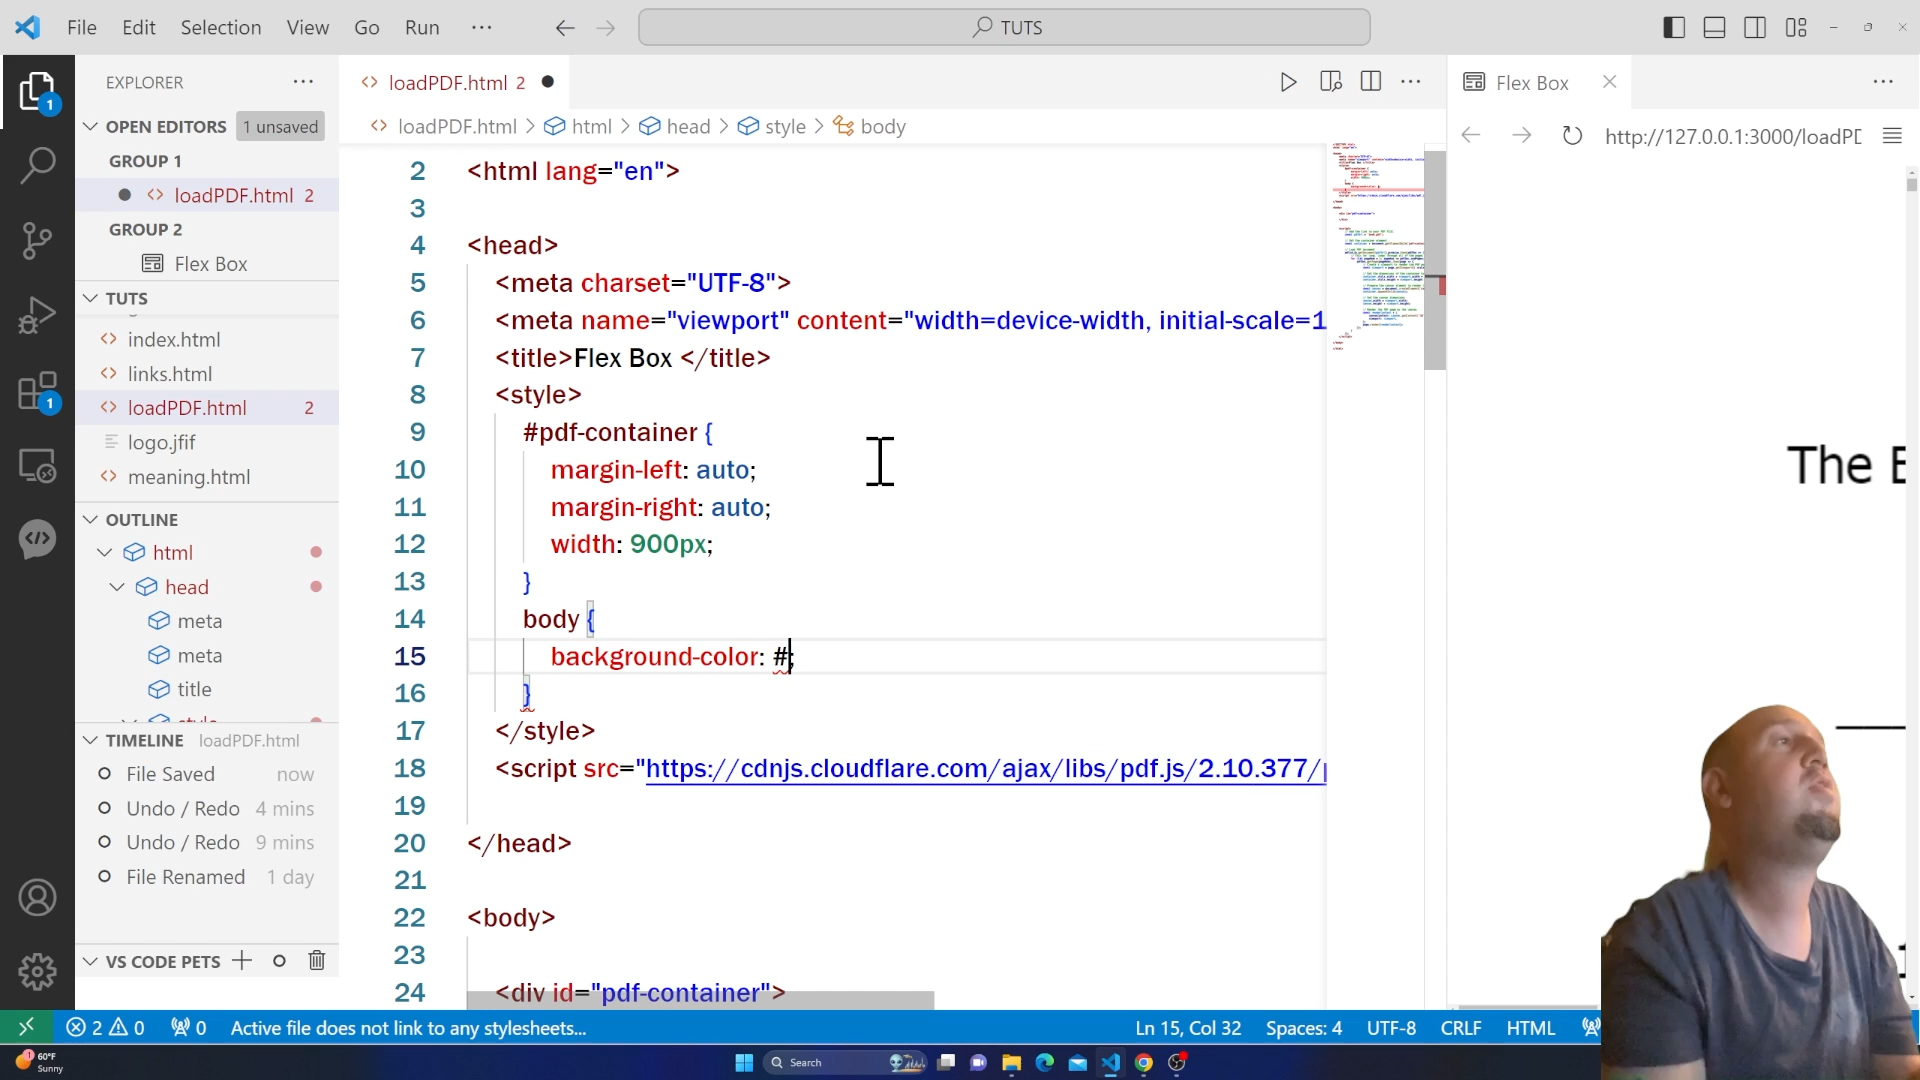 File Edit Selection View Go Run ···
TUTS
EXPLORER ···
OPEN EDITORS 1 unsaved
GROUP 1
loadPDF.html 2
GROUP 2
Flex Box
TUTS
index.html
links.html
loadPDF.html 2
logo.jfif
meaning.html
OUTLINE
html
head
meta
meta
title
style
TIMELINE loadPDF.html
File Saved now
Undo / Redo 4 mins
Undo / Redo 9 mins
File Renamed 1 day
VS CODE PETS
loadPDF.html 2
loadPDF.html > html > head > style > body
2 <html lang="en">
3
4 <head>
5 <meta charset="UTF-8">
6 <meta name="viewport" content="width=device-width, initial-scale=1
7 <title>Flex Box </title>
8 <style>
9 #pdf-container {
10 margin-left: auto;
11 margin-right: auto;
12 width: 900px;
13 }
14 body {
15 background-color: #;
16 }
17 </style>
18 <script src="https://cdnjs.cloudflare.com/ajax/libs/pdf.js/2.10.377/
19
20 </head>
21
22 <body>
23
24 <div id="pdf-container">
Flex Box
http://127.0.0.1:3000/loadPD
The
2 0 0 Active file does not link to any stylesheets... Ln 15, Col 32 Spaces: 4 UTF-8 CRLF HTML
1 1
60°F
Sunny
Search